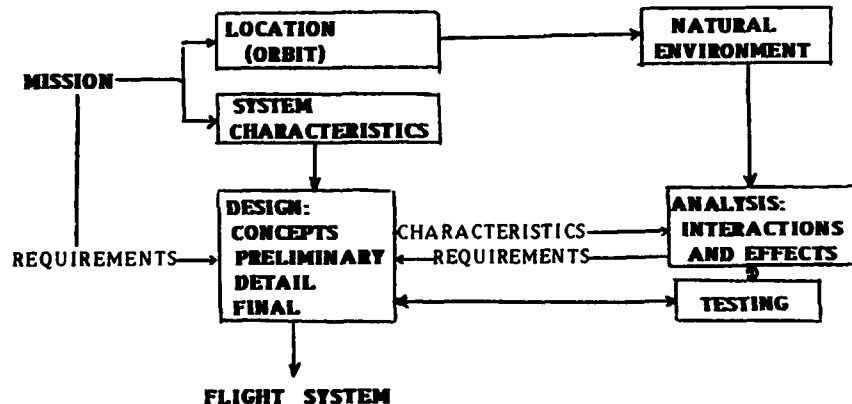 LOCATION
(ORBIT)
NATURAL
ENVIRONMENT
MISSION
SYSTEM
CHARACTERISTICS
DESIGN:
CONCEPTS
PRELIMINARY
DETAIL
FINAL
CHARACTERISTICS
REQUIREMENTS
REQUIREMENTS
ANALYSIS:
INTERACTIONS
AND EFFECTS
TESTING
FLIGHT SYSTEM